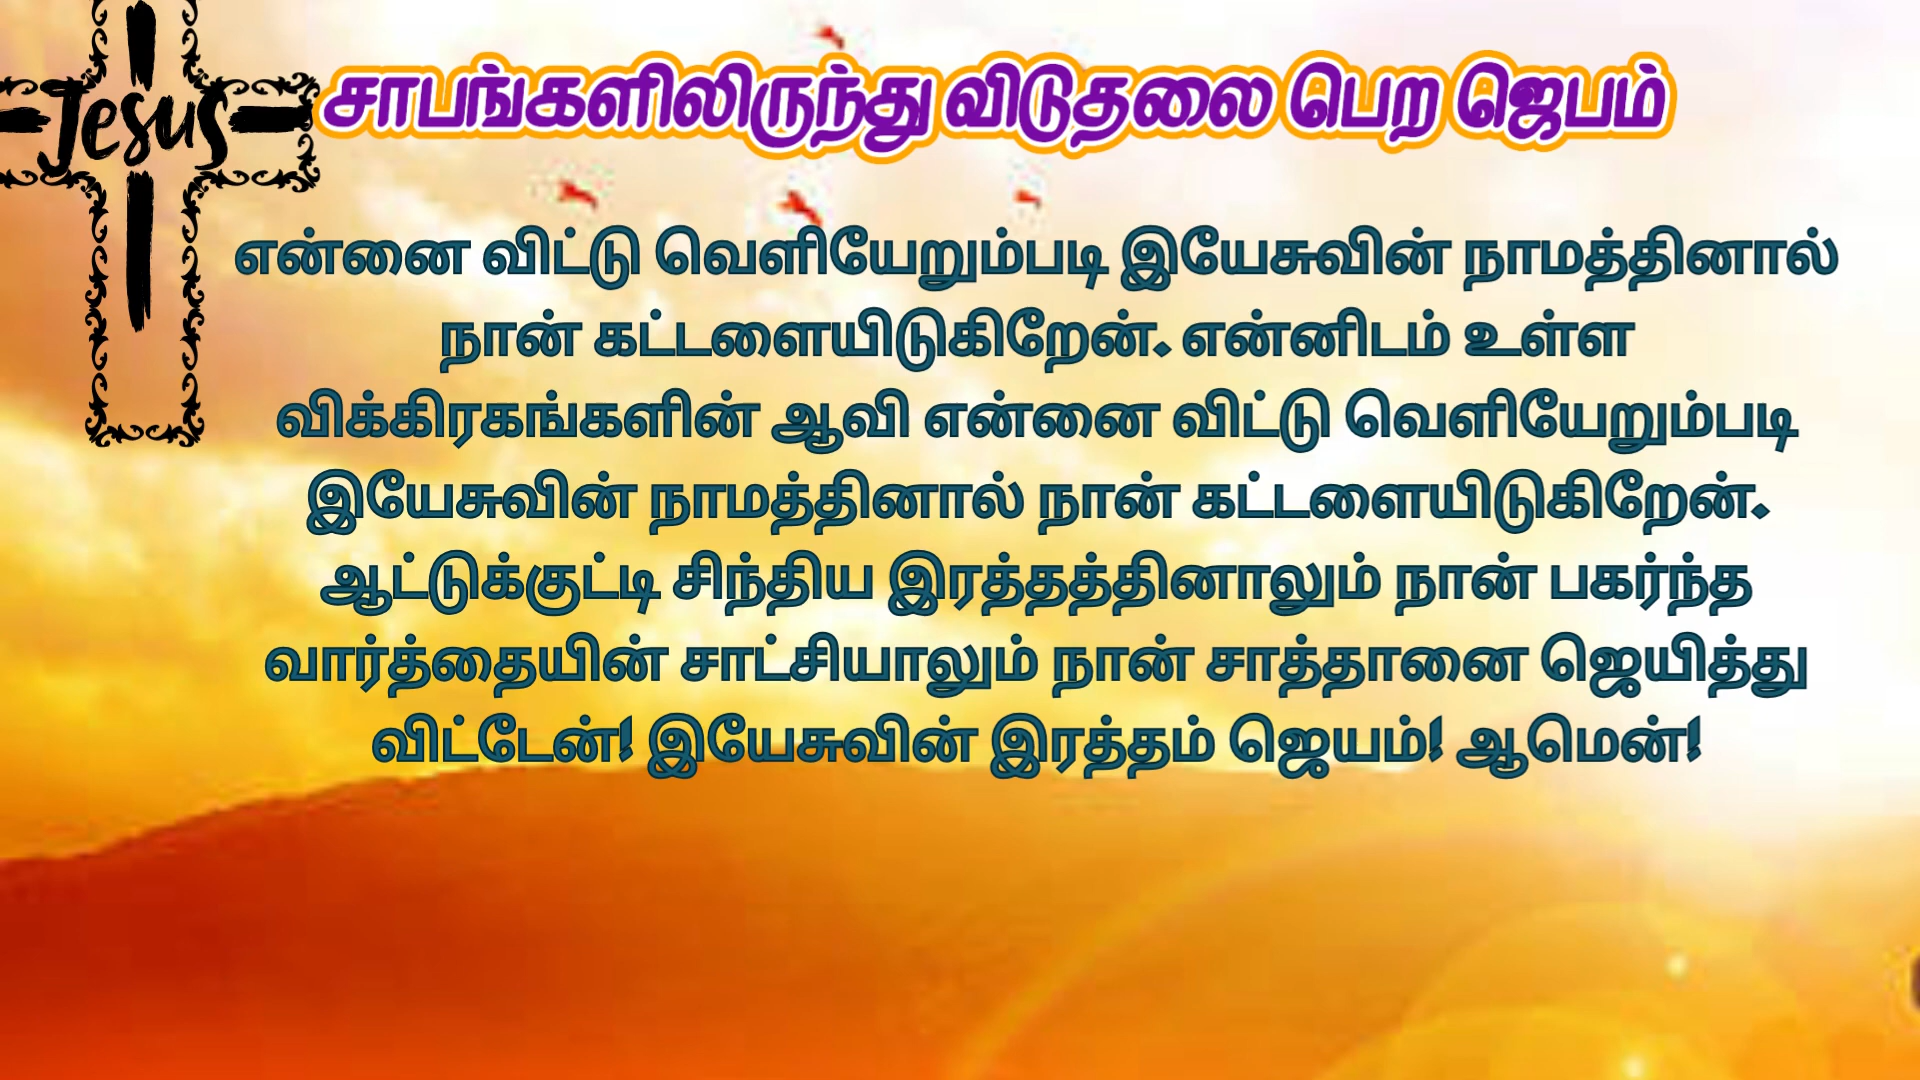 Jesus
சாபங்களிலிருந்து விடுதலை பெற ஜெபம்
என்னை விட்டு வெளியேறும்படி இயேசுவின் நாமத்தினால்
நான் கட்டளையிடுகிறேன். என்னிடம் உள்ள
விக்கிரகங்களின் ஆவி என்னை விட்டு வெளியேறும்படி
இயேசுவின் நாமத்தினால் நான் கட்டளையிடுகிறேன்.
ஆட்டுக்குட்டி சிந்திய இரத்தத்தினாலும் நான் பகர்ந்த
வார்த்தையின் சாட்சியாலும் நான் சாத்தானை ஜெயித்து
விட்டேன்! இயேசுவின் இரத்தம் ஜெயம்! ஆமென்!